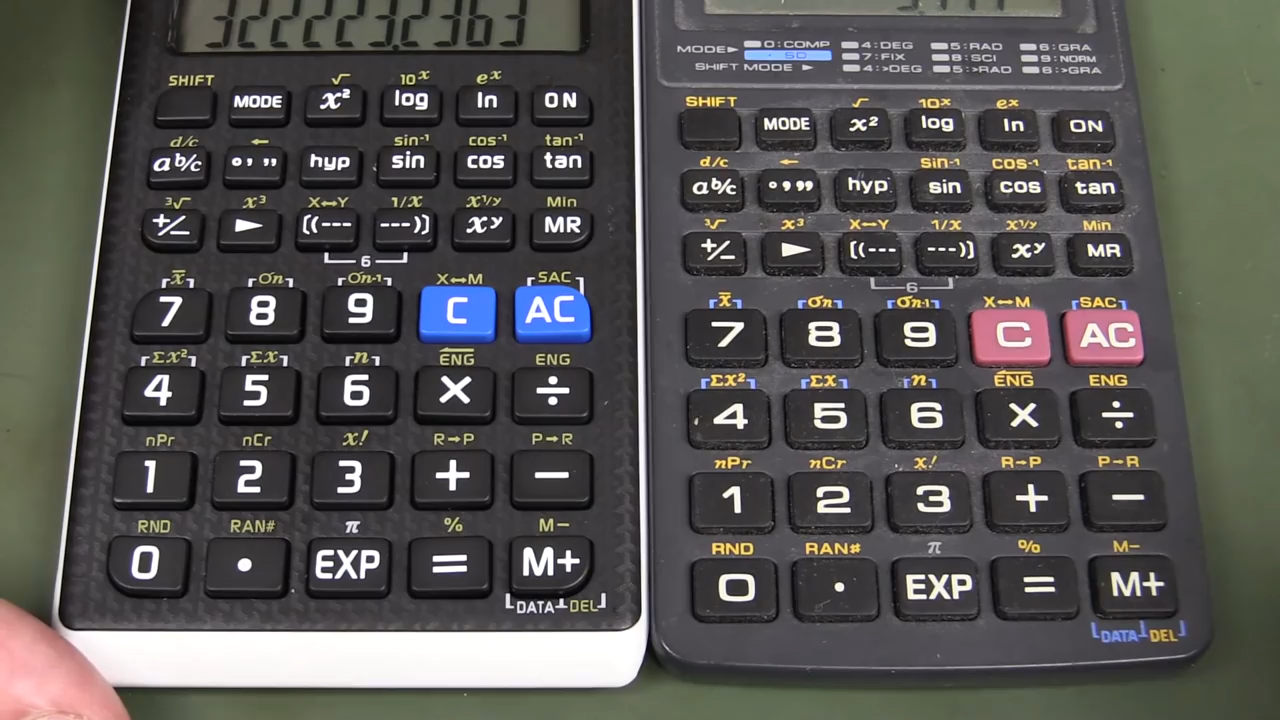 322223.2363
SHIFT √ 10ˣ eˣ
MODE x² log ln ON
d/c ← sin⁻¹ cos⁻¹ tan⁻¹
a b/c ° ' " hyp sin cos tan
³√ x³ X↔Y 1/x x¹/ʸ Min
+/− ► [(--- ---)] xʸ MR
6
x̄ σn σn-1 X↔M SAC
7 8 9 C AC
Σx² Σx n ←ENG ENG
4 5 6 × ÷
nPr nCr x! R→P P→R
1 2 3 + −
RND RAN# π % M−
0 . EXP = M+
DATA DEL
MODE► 0:COMP 4:DEG 5:RAD 6:GRA
. SD 7:FIX 8:SCI 9:NORM
SHIFT MODE ► 4:>DEG 5:>RAD 6:>GRA
SHIFT √ 10ˣ eˣ
MODE x² log ln ON
d/c ← sin⁻¹ cos⁻¹ tan⁻¹
a b/c ° ' " hyp sin cos tan
³√ x³ X↔Y 1/x x¹/ʸ Min
+/− ► [(--- ---)] xʸ MR
6
x̄ σn σn-1 X↔M SAC
7 8 9 C AC
Σx² Σx n ←ENG ENG
4 5 6 × ÷
nPr nCr x! R→P P→R
1 2 3 + −
RND RAN# π % M−
0 . EXP = M+
DATA DEL